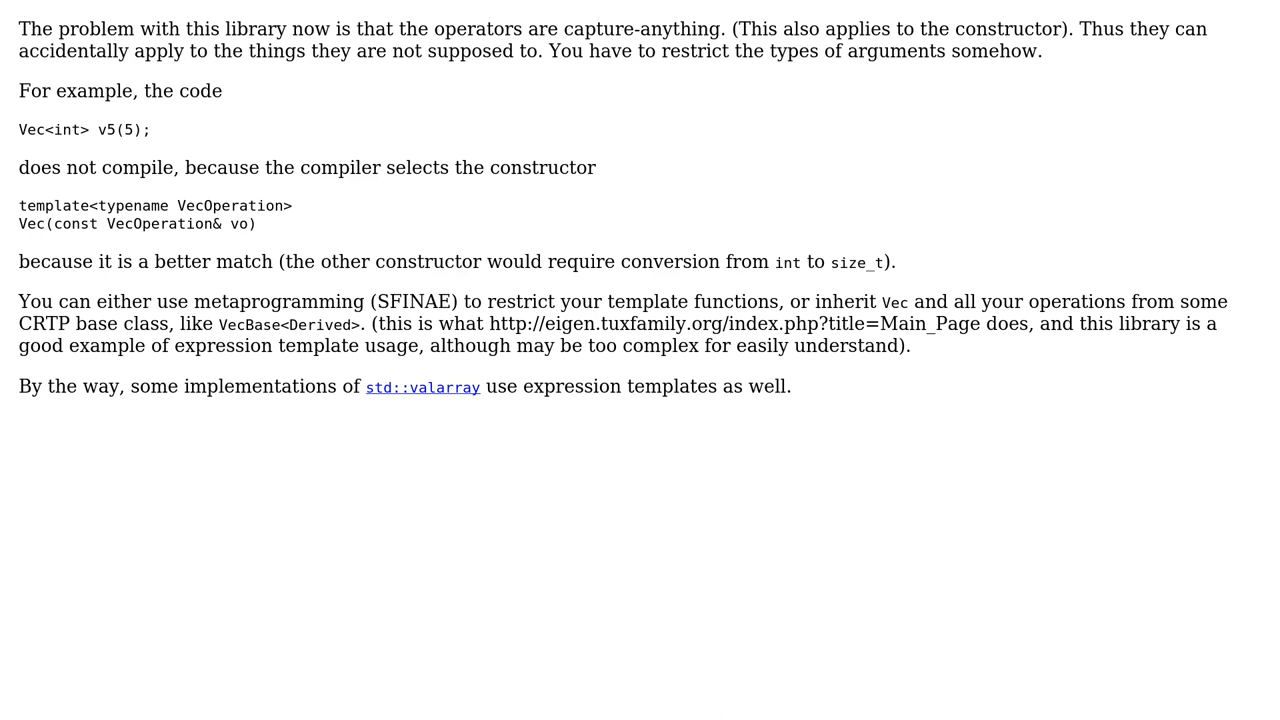 The problem with this library now is that the operators are capture-anything. (This also applies to the constructor). Thus they can
accidentally apply to the things they are not supposed to. You have to restrict the types of arguments somehow.
For example, the code
Vec<int> v5(5);
does not compile, because the compiler selects the constructor
template<typename VecOperation>
Vec(const VecOperation& vo)
because it is a better match (the other constructor would require conversion from int to size_t).
You can either use metaprogramming (SFINAE) to restrict your template functions, or inherit Vec and all your operations from some
CRTP base class, like VecBase<Derived>. (this is what http://eigen.tuxfamily.org/index.php?title=Main_Page does, and this library is a
good example of expression template usage, although may be too complex for easily understand).
By the way, some implementations of std::valarray use expression templates as well.